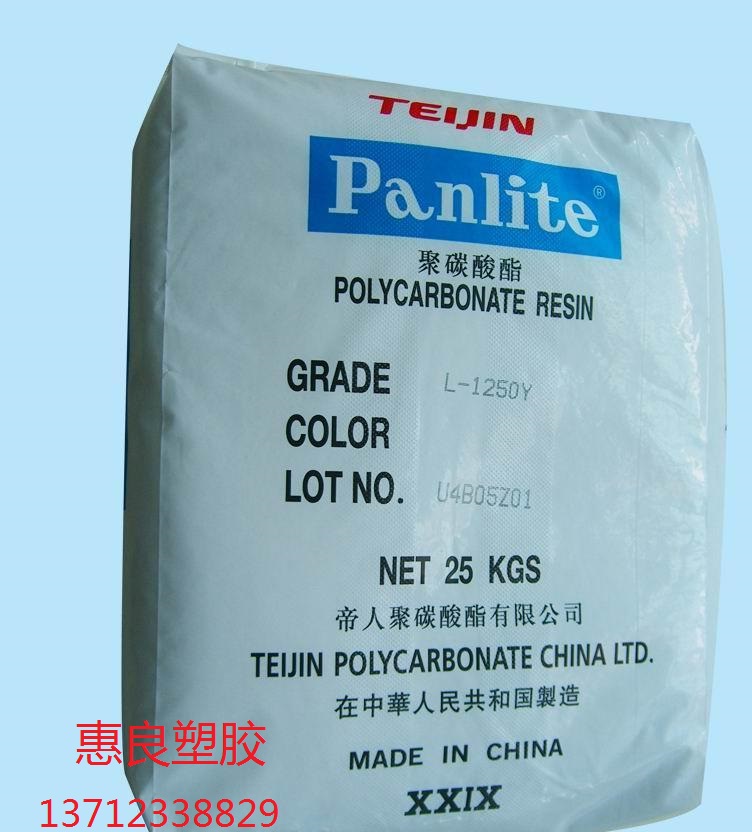 TEIJIN
Panlite®
聚碳酸酯
POLYCARBONATE RESIN
GRADE L-1250Y
COLOR
LOT NO. U4B05Z01
NET 25 KGS
帝人聚碳酸酯有限公司
TEIJIN POLYCARBONATE CHINA LTD.
在中華人民共和国製造
MADE IN CHINA
XXIX
惠良塑胶
13712338829